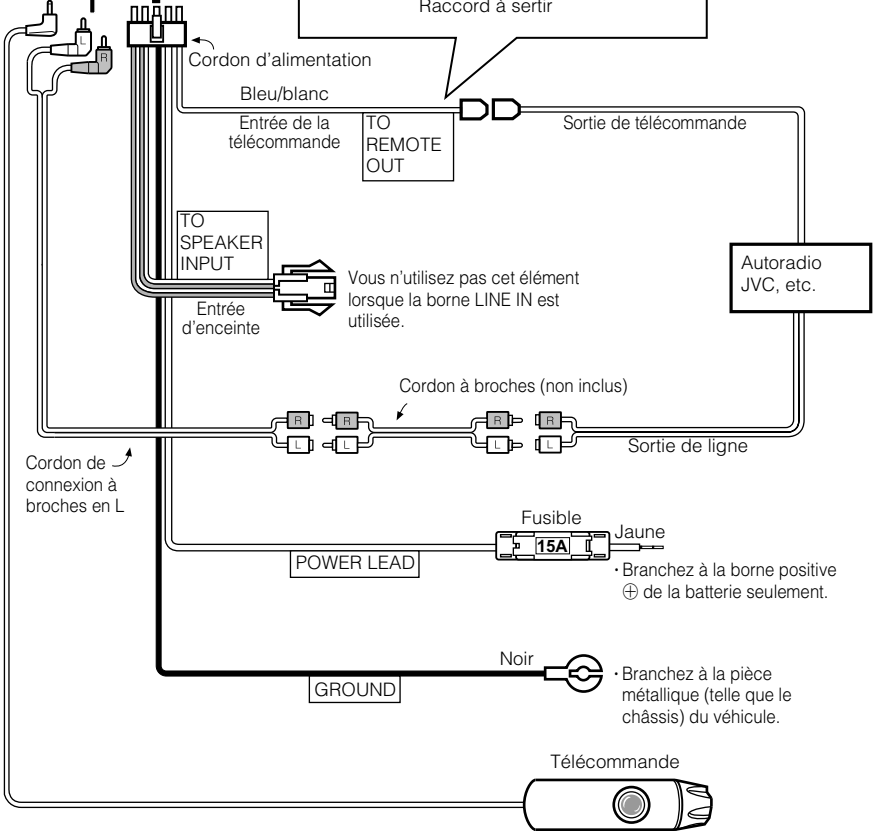 Raccord à sertir
L
R
Cordon d'alimentation
Bleu/blanc
Entrée de la
télécommande
TO
REMOTE
OUT
Sortie de télécommande
TO
SPEAKER
INPUT
Entrée
d'enceinte
Vous n'utilisez pas cet élément
lorsque la borne LINE IN est
utilisée.
Autoradio
JVC, etc.
Cordon à broches (non inclus)
R R R R
L L L L
Sortie de ligne
Cordon de
connexion à
broches en L
Fusible
15A
Jaune
POWER LEAD
· Branchez à la borne positive
⊕ de la batterie seulement.
Noir
GROUND
· Branchez à la pièce
métallique (telle que le
châssis) du véhicule.
Télécommande